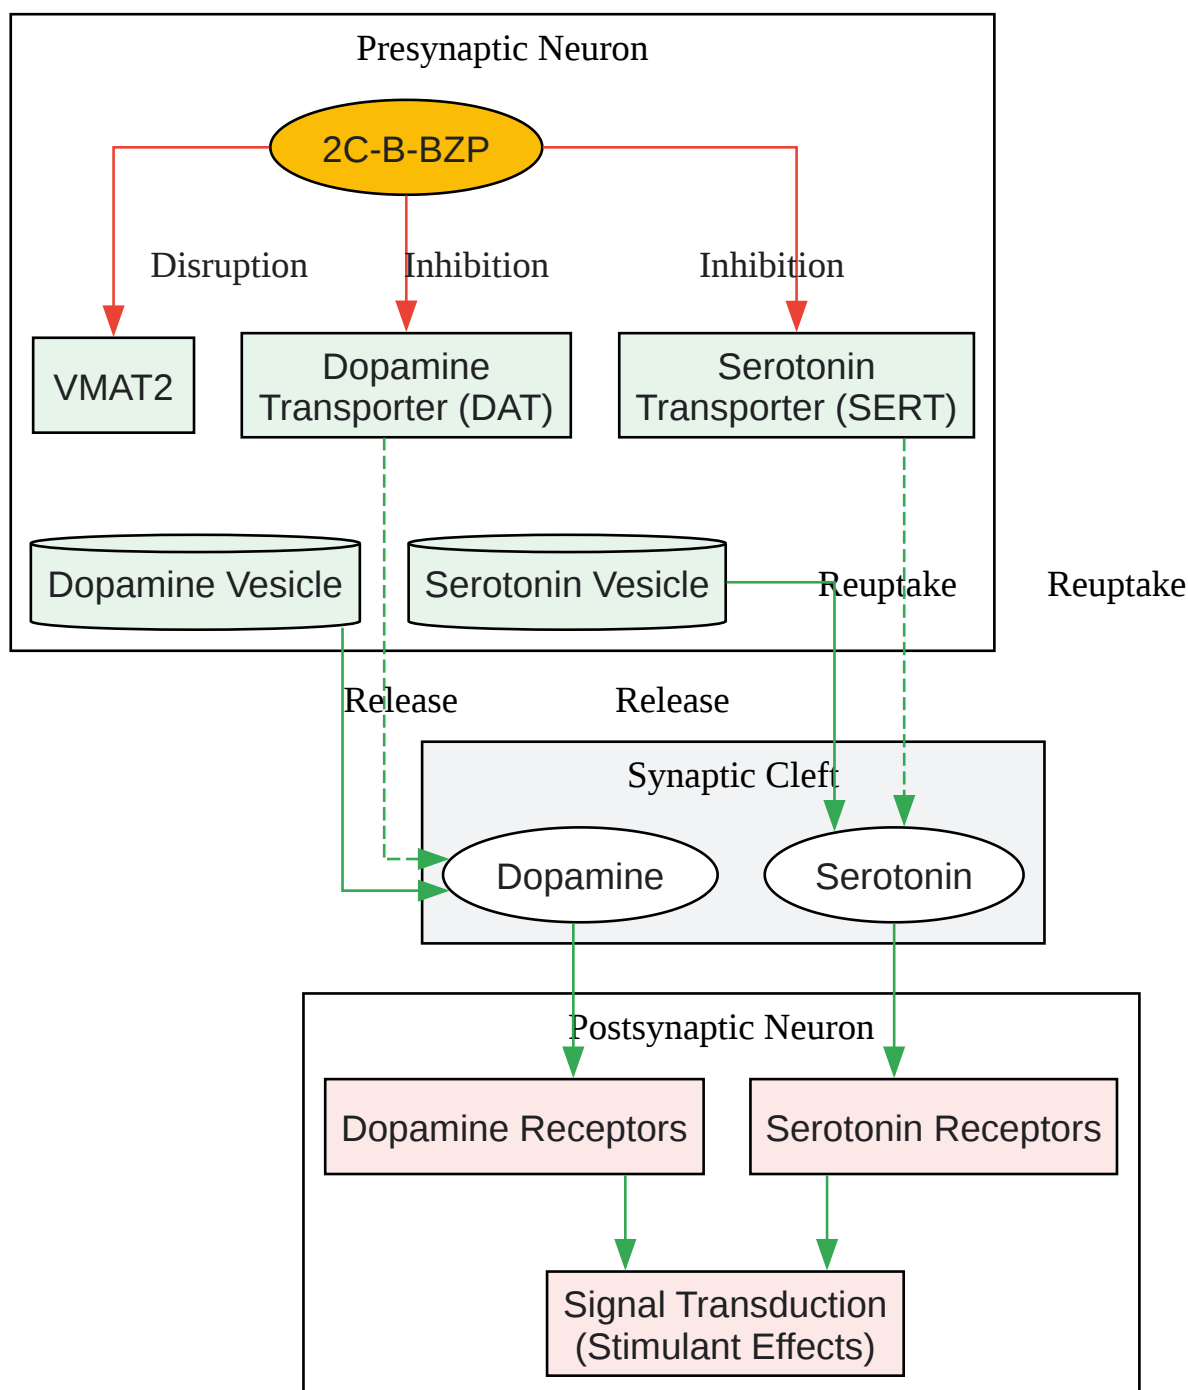 Presynaptic Neuron
2C-B-BZP
Disruption
Inhibition
Inhibition
VMAT2
Dopamine
Transporter (DAT)
Serotonin
Transporter (SERT)
Dopamine Vesicle
Serotonin Vesicle
Reuptake
Reuptake
Release
Release
Synaptic Cleft
Dopamine
Serotonin
Postsynaptic Neuron
Dopamine Receptors
Serotonin Receptors
Signal Transduction
(Stimulant Effects)